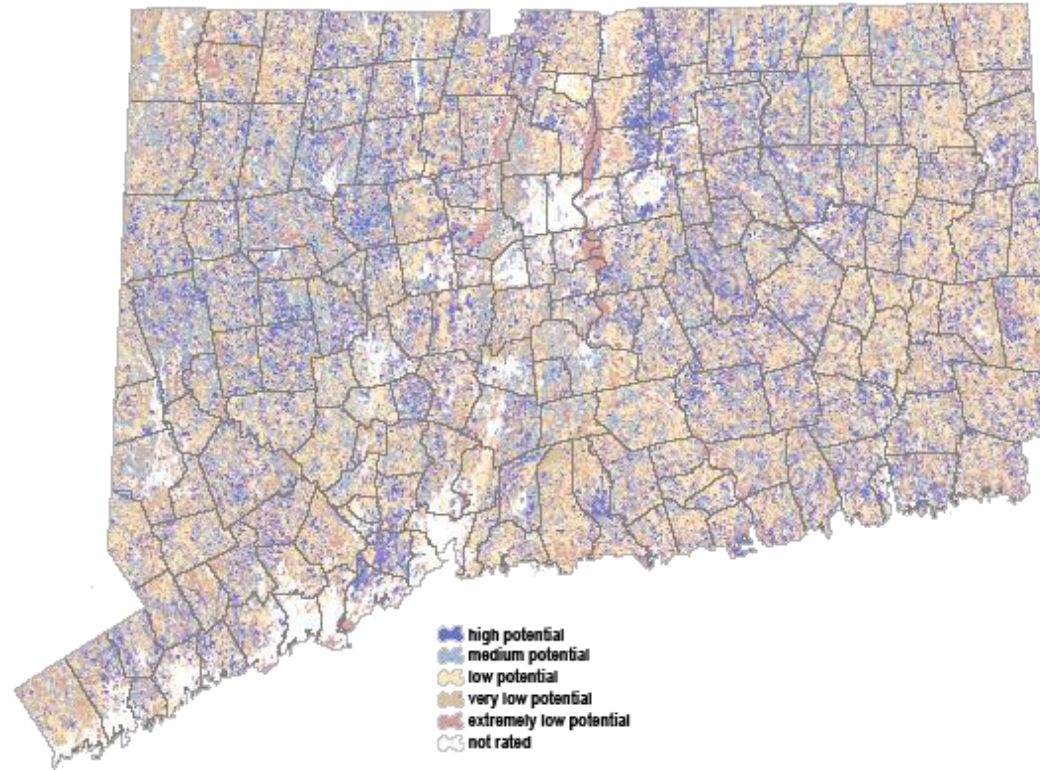 high potential
medium potential
low potential
very low potential
extremely low potential
not rated